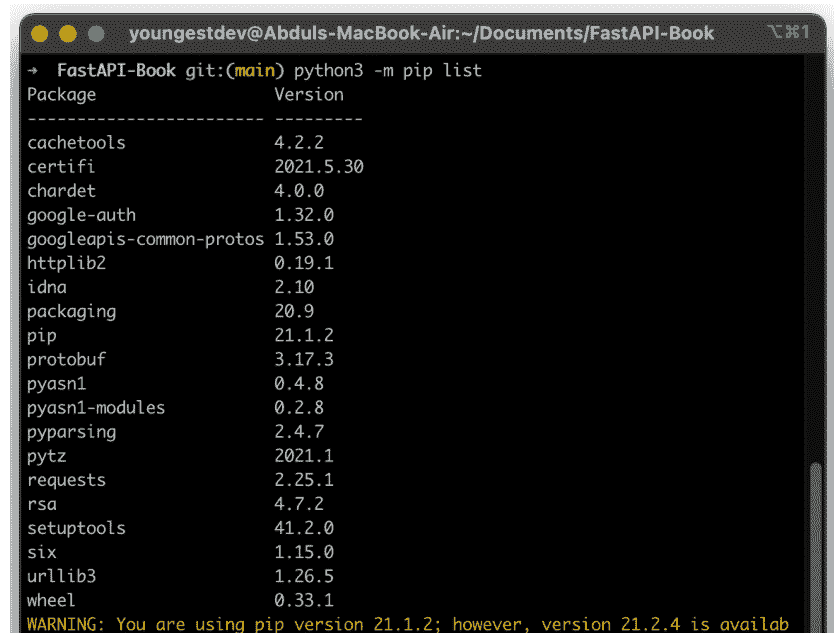 youngestdev@Abduls-MacBook-Air:~/Documents/FastAPI-Book ⌥⌘1
→ FastAPI-Book git:(main) python3 -m pip list
Package Version
------------------------ ---------
cachetools 4.2.2
certifi 2021.5.30
chardet 4.0.0
google-auth 1.32.0
googleapis-common-protos 1.53.0
httplib2 0.19.1
idna 2.10
packaging 20.9
pip 21.1.2
protobuf 3.17.3
pyasn1 0.4.8
pyasn1-modules 0.2.8
pyparsing 2.4.7
pytz 2021.1
requests 2.25.1
rsa 4.7.2
setuptools 41.2.0
six 1.15.0
urllib3 1.26.5
wheel 0.33.1
WARNING: You are using pip version 21.1.2; however, version 21.2.4 is availab